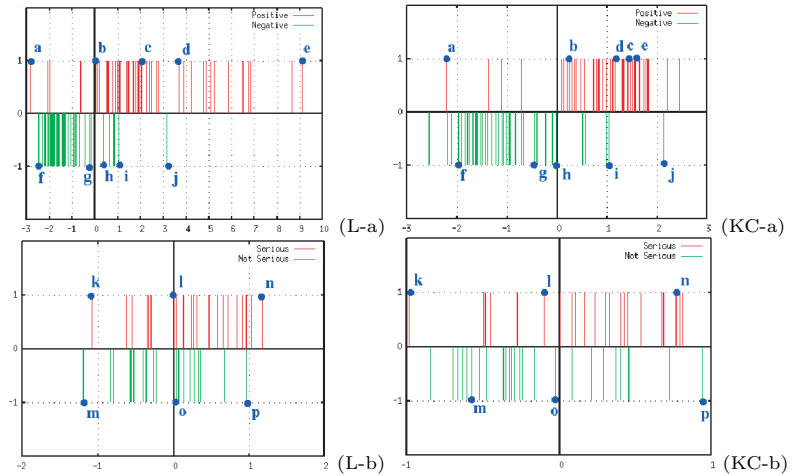 Positive
Negative
a b c d e
1
0
-1
f g h i j
-3 -2 -1 0 1 2 3 4 5 6 7 8 9 10
(L-a)
Positive
Negative
a b d c e
1
0
-1
f g h i j
-3 -2 -1 0 1 2 3
(KC-a)
Serious
Not Serious
k l n
1
0
-1
m o p
-2 -1 0 1 2
(L-b)
Serious
Not Serious
k l n
1
0
-1
m o p
-1 0 1
(KC-b)